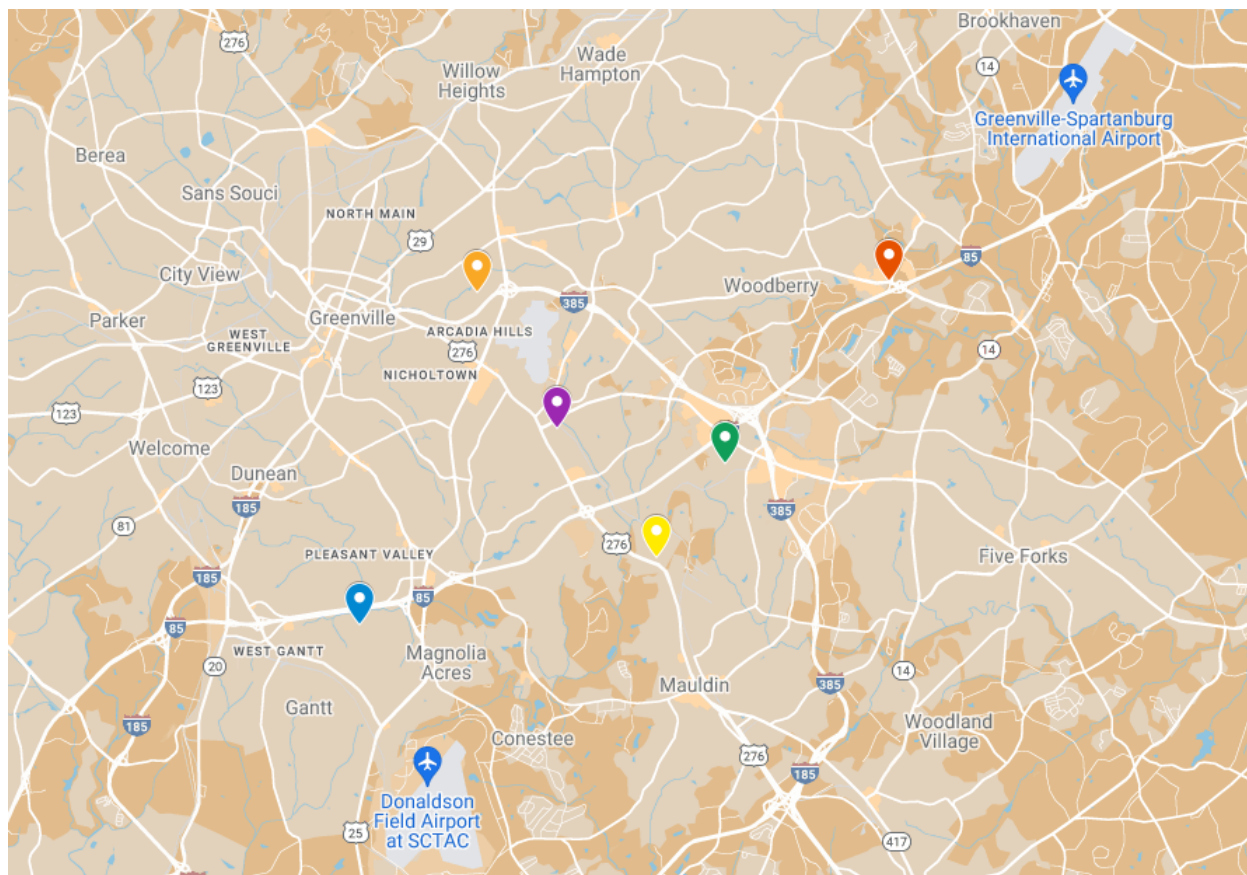 Brookhaven
276
Wade
Hampton
14
Willow
Heights
Greenville-Spartanburg
International Airport
Berea
Sans Souci
NORTH MAIN
29
City View
85
Woodberry
385
Parker
Greenville
WEST
GREENVILLE
ARCADIA HILLS
276
14
NICHOLTOWN
123
123
Welcome
Dunean
185
385
81
276
PLEASANT VALLEY
Five Forks
185
85
85
WEST GANTT
20
Magnolia
Acres
14
Mauldin
385
Gantt
185
Woodland
Village
Conestee
276
185
Donaldson
Field Airport
at SCTAC
25
417